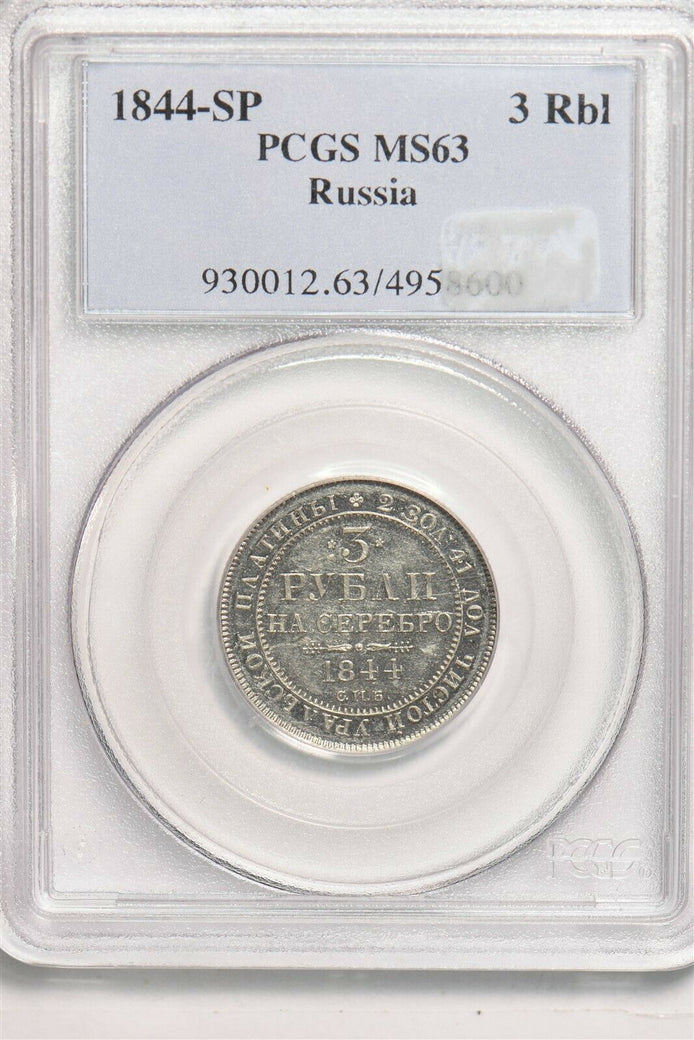 1844-SP 3 Rbl
PCGS MS63
Russia
930012.63/4958600
* 3 *
РУБЛИ
НА СЕРЕБРО
1844
С.П.Б.
2 ЗОЛ. 41 ДОЛ. ЧИСТОЙ УРАЛЬСКОЙ ПЛАТИНЫ
PCGS